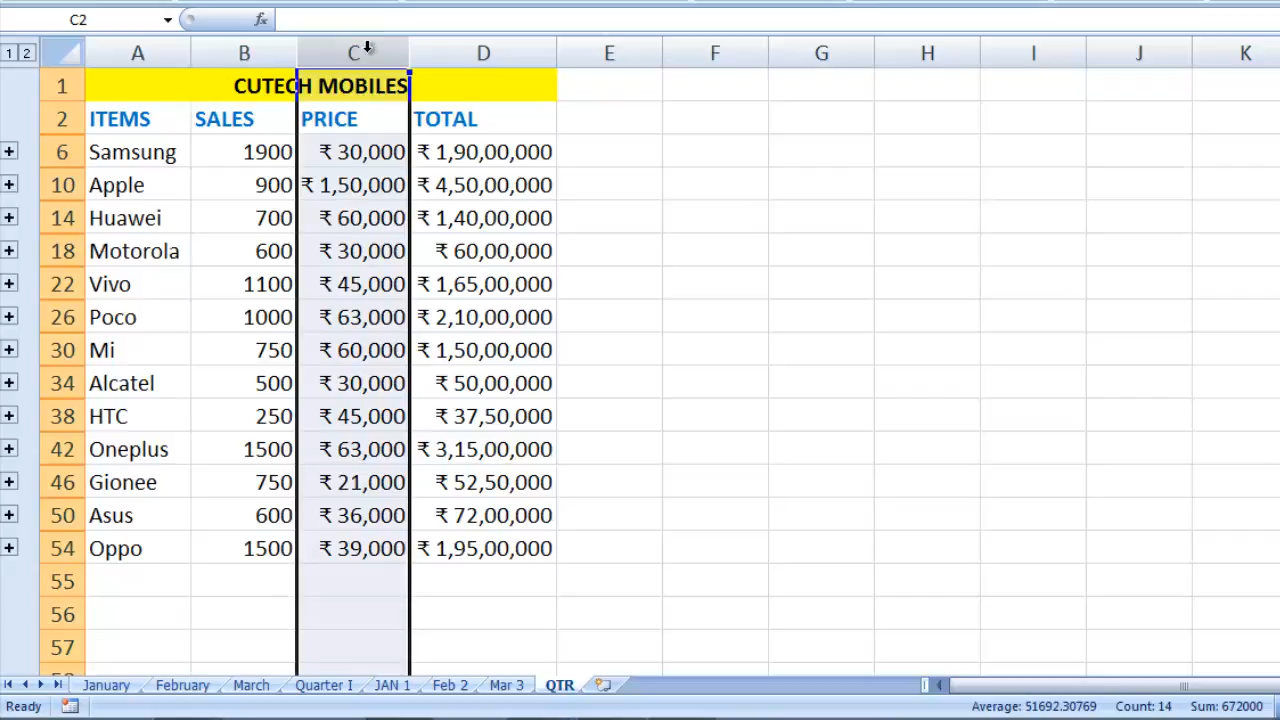 C2 fx
1 2 A B C D E F G H I J K
1 CUTECH MOBILES
2 ITEMS SALES PRICE TOTAL
+ 6 Samsung 1900 ₹ 30,000 ₹ 1,90,00,000
+ 10 Apple 900 ₹ 1,50,000 ₹ 4,50,00,000
+ 14 Huawei 700 ₹ 60,000 ₹ 1,40,00,000
+ 18 Motorola 600 ₹ 30,000 ₹ 60,00,000
+ 22 Vivo 1100 ₹ 45,000 ₹ 1,65,00,000
+ 26 Poco 1000 ₹ 63,000 ₹ 2,10,00,000
+ 30 Mi 750 ₹ 60,000 ₹ 1,50,00,000
+ 34 Alcatel 500 ₹ 30,000 ₹ 50,00,000
+ 38 HTC 250 ₹ 45,000 ₹ 37,50,000
+ 42 Oneplus 1500 ₹ 63,000 ₹ 3,15,00,000
+ 46 Gionee 750 ₹ 21,000 ₹ 52,50,000
+ 50 Asus 600 ₹ 36,000 ₹ 72,00,000
+ 54 Oppo 1500 ₹ 39,000 ₹ 1,95,00,000
55
56
57
January February March Quarter I JAN 1 Feb 2 Mar 3 QTR
Ready Average: 51692.30769 Count: 14 Sum: 672000